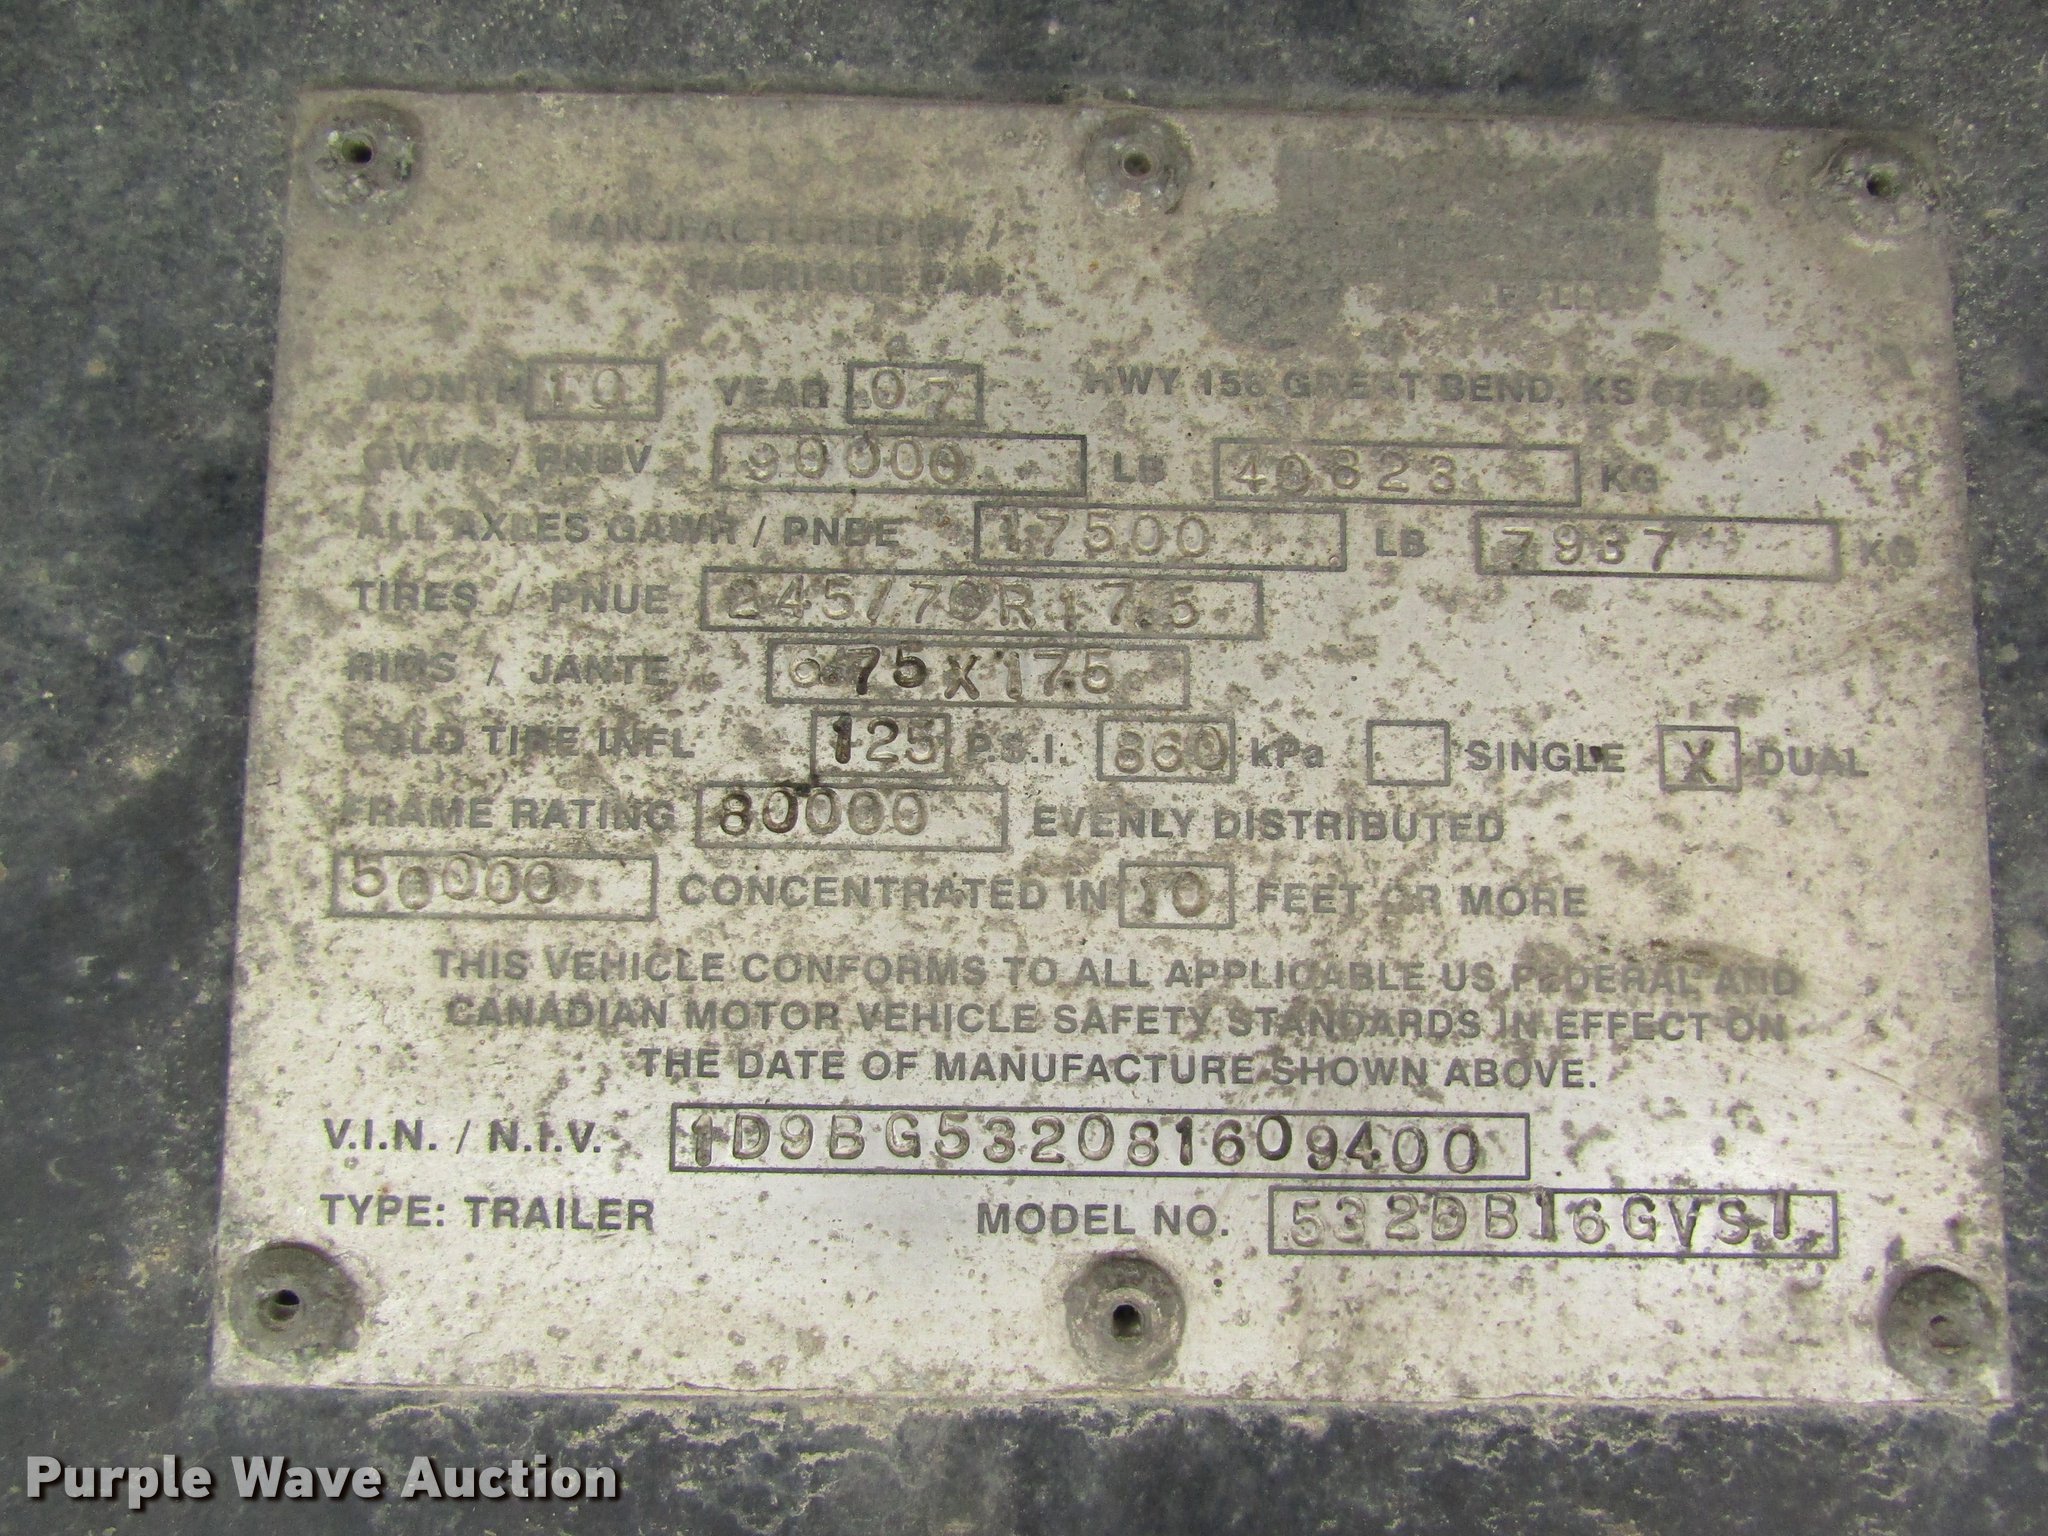 MANUFACTURED BY /
FABRIQUE PAR
MONTH 10 YEAR 07 HWY 156 GREAT BEND, KS 67530
GVWR / PNBV 90000 LB 40823 KG
ALL AXLES GAWR / PNBE 17500 LB 7937 KG
TIRES / PNUE 245/70R17.5
RIMS / JANTE 6.75X17.5
COLD TIRE INFL 125 P.S.I. 860 kPa SINGLE X DUAL
FRAME RATING 80000 EVENLY DISTRIBUTED
50000 CONCENTRATED IN 10 FEET OR MORE
THIS VEHICLE CONFORMS TO ALL APPLICABLE US FEDERAL AND
CANADIAN MOTOR VEHICLE SAFETY STANDARDS IN EFFECT ON
THE DATE OF MANUFACTURE SHOWN ABOVE.
V.I.N. / N.I.V. 1D9BG532081609400
TYPE: TRAILER MODEL NO. 532DB16GVS1
Purple Wave Auction